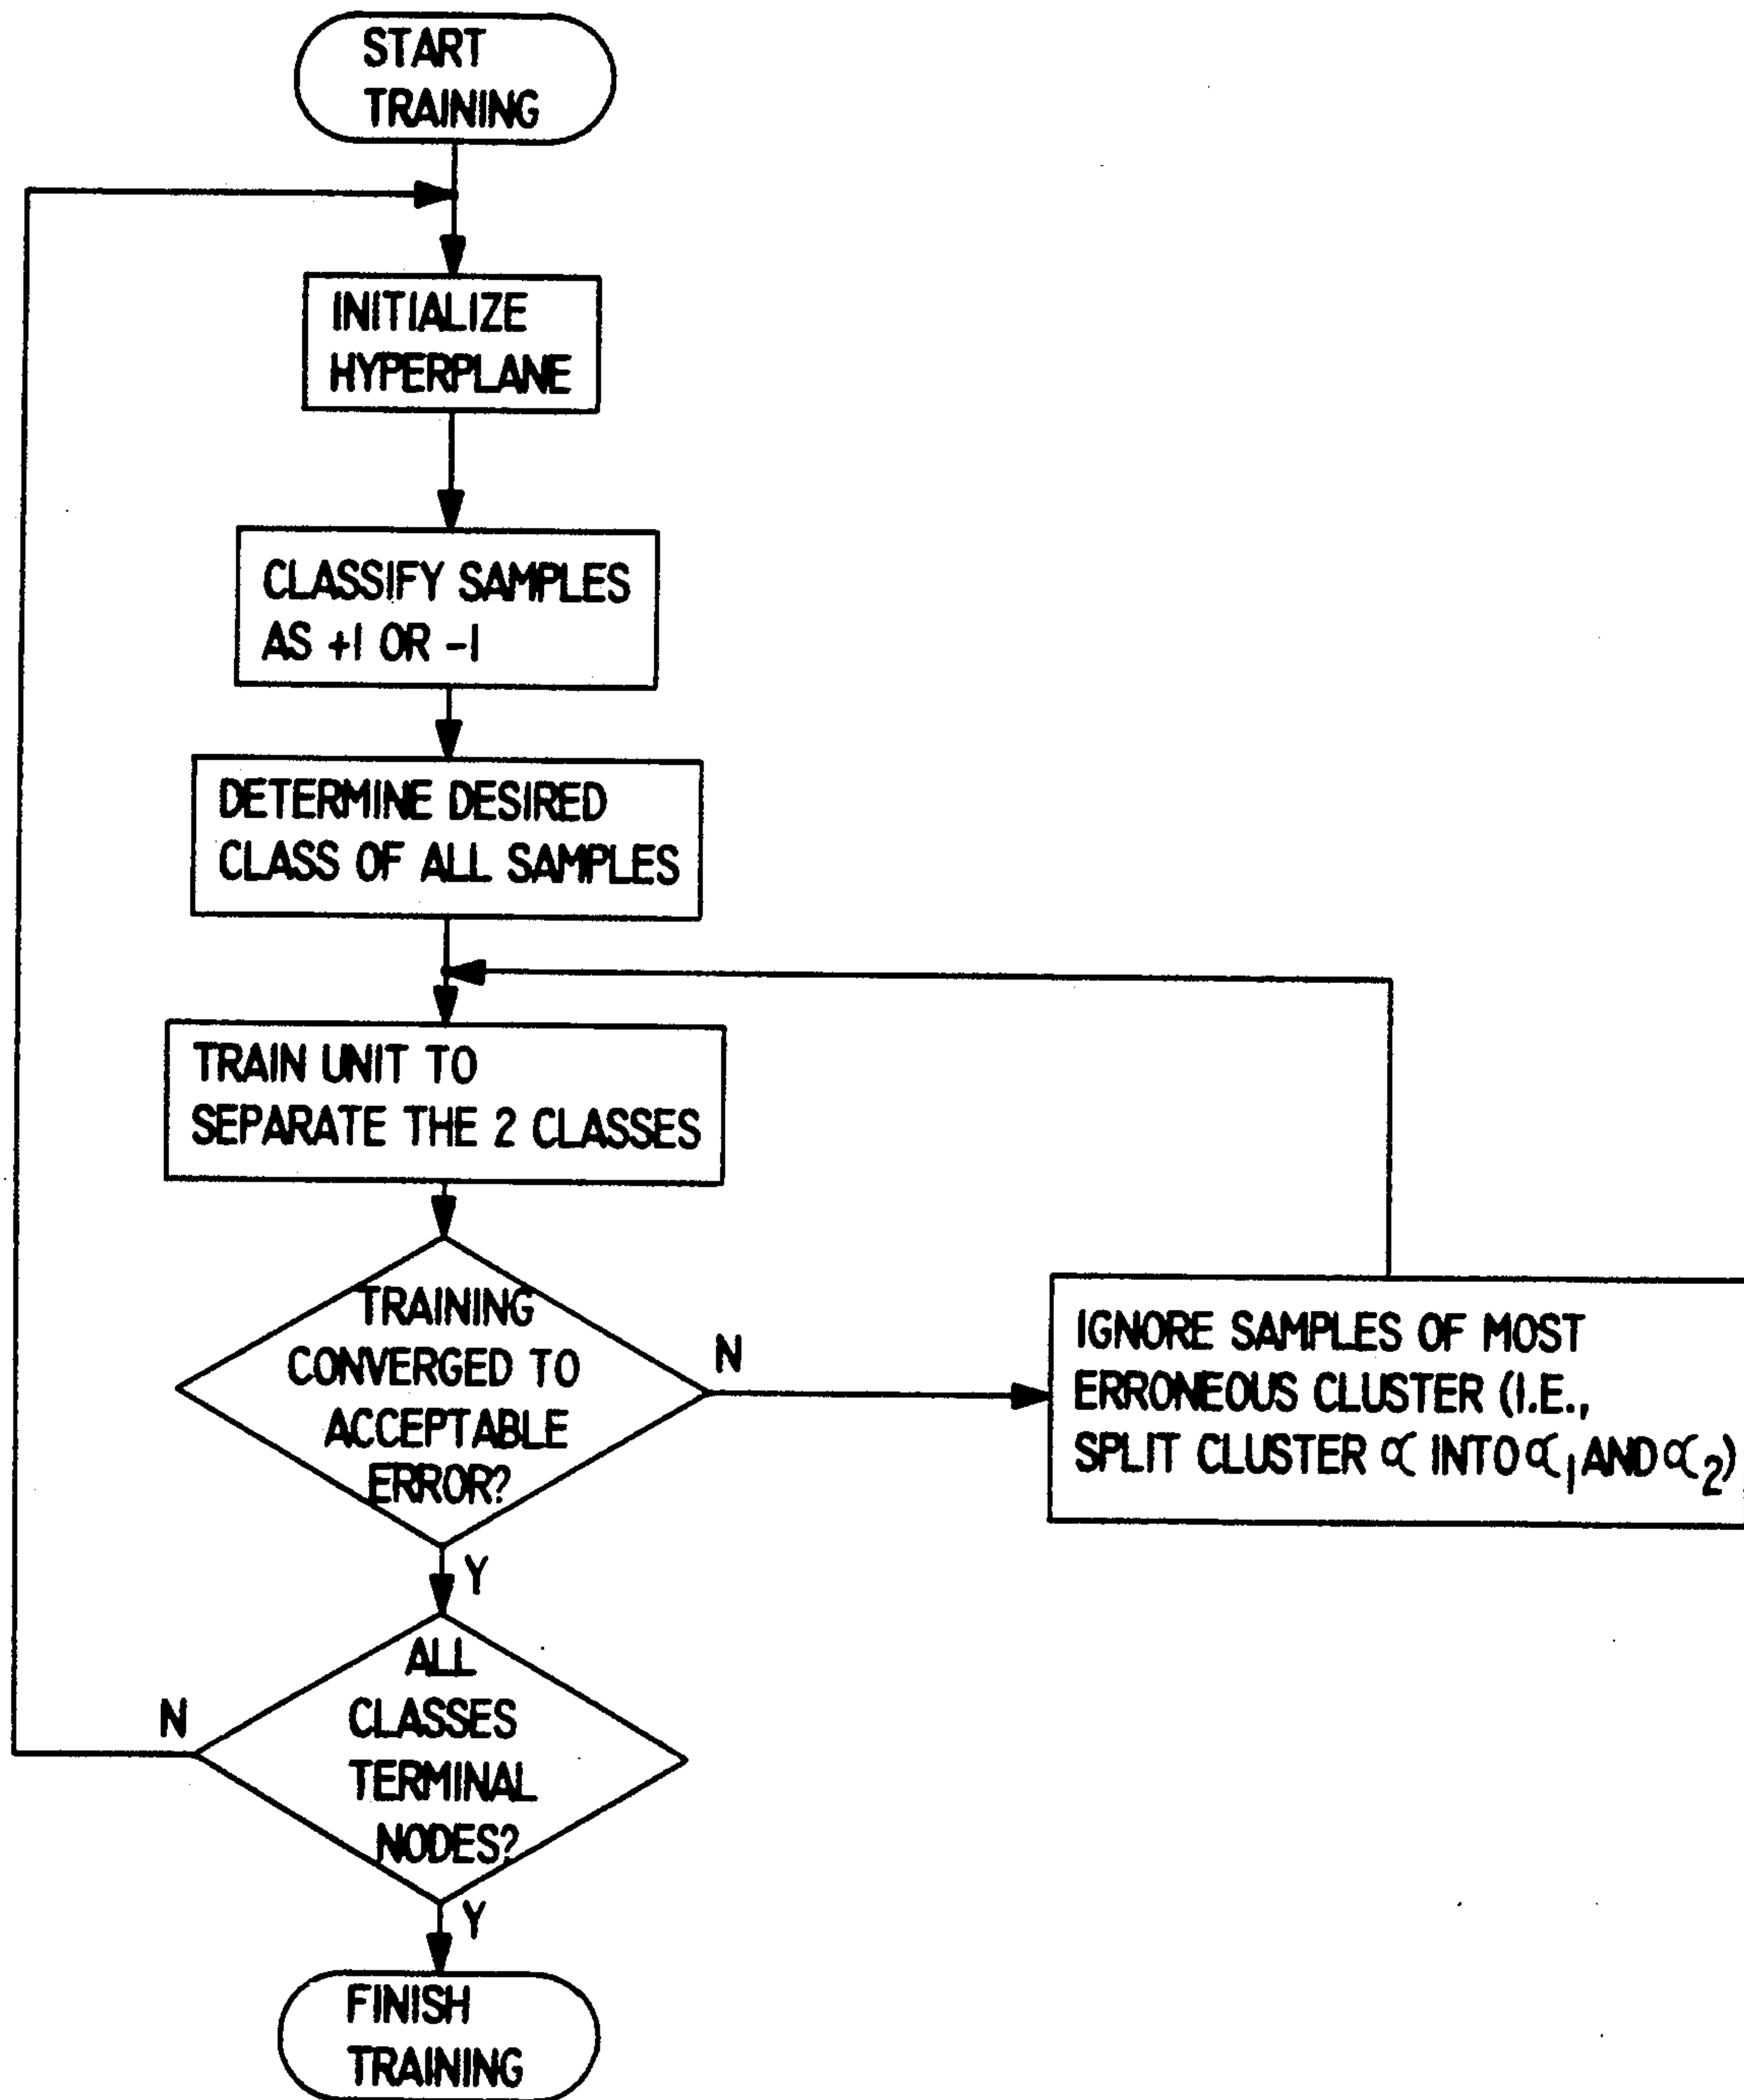 START
TRAINING
INITIALIZE
HYPERPLANE
CLASSIFY SAMPLES
AS +1 OR -1
DETERMINE DESIRED
CLASS OF ALL SAMPLES
TRAIN UNIT TO
SEPARATE THE 2 CLASSES
TRAINING
CONVERGED TO
ACCEPTABLE
ERROR?
N
IGNORE SAMPLES OF MOST
ERRONEOUS CLUSTER (I.E.,
SPLIT CLUSTER α INTO α₁ AND α₂)
Y
ALL
CLASSES
TERMINAL
NODES?
N
Y
FINISH
TRAINING